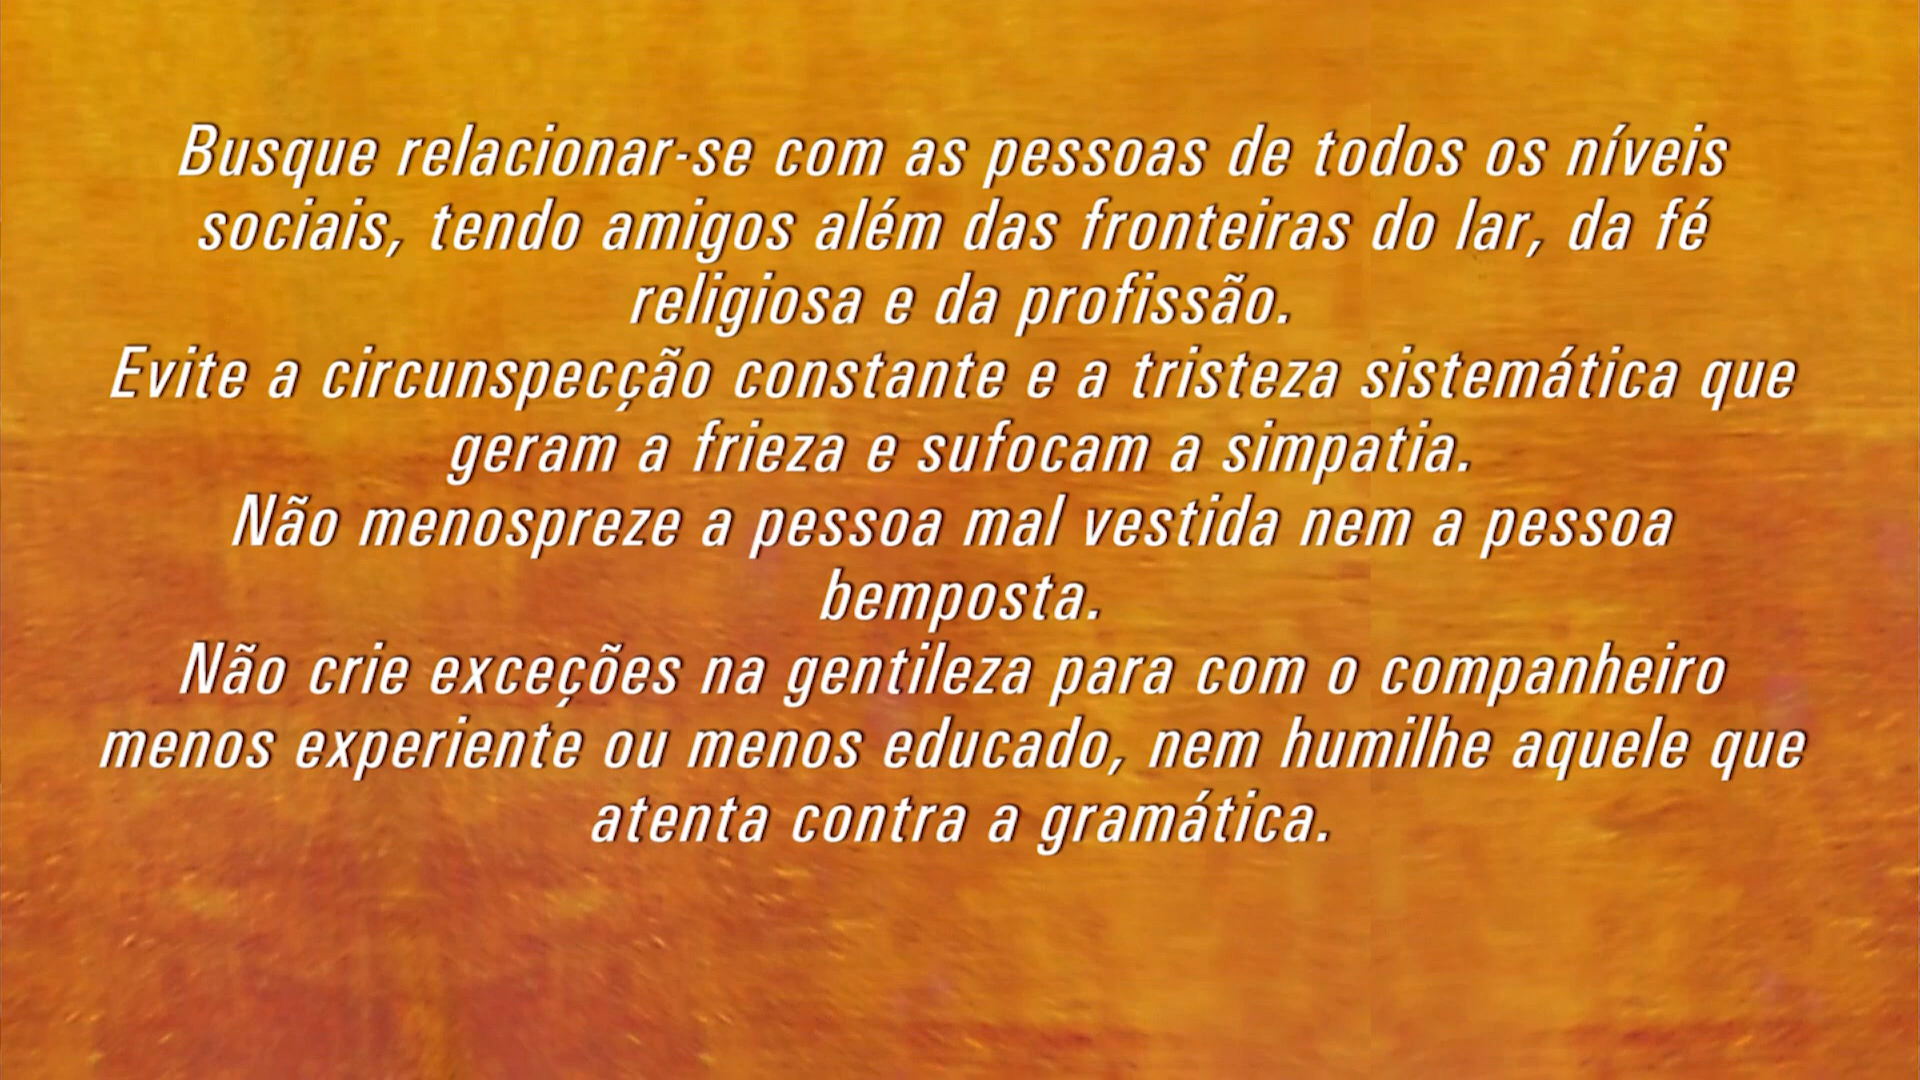 Busque relacionar-se com as pessoas de todos os níveis
sociais, tendo amigos além das fronteiras do lar, da fé
religiosa e da profissão.
Evite a circunspecção constante e a tristeza sistemática que
geram a frieza e sufocam a simpatia.
Não menospreze a pessoa mal vestida nem a pessoa
bemposta.
Não crie exceções na gentileza para com o companheiro
menos experiente ou menos educado, nem humilhe aquele que
atenta contra a gramática.